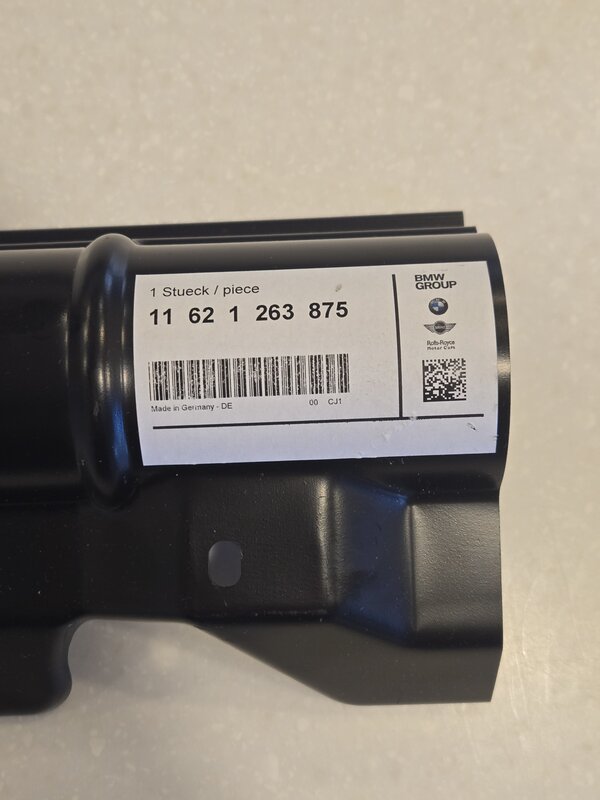 1 Stueck / piece
11 62 1 263 875
Made in Germany - DE
00 CJ1
BMW
GROUP
Rolls-Royce
Motor Cars